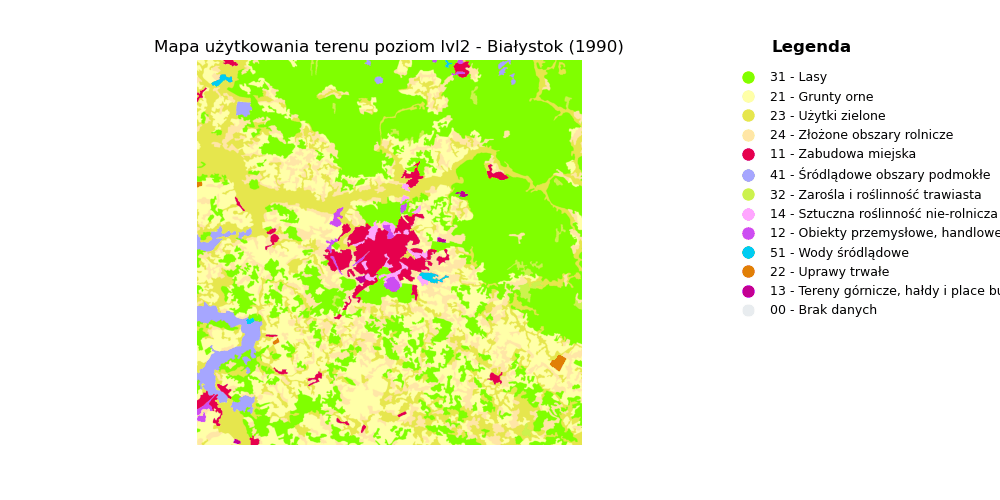 Mapa użytkowania terenu poziom lvl2 - Białystok (1990)
Legenda
31 - Lasy
21 - Grunty orne
23 - Użytki zielone
24 - Złożone obszary rolnicze
11 - Zabudowa miejska
41 - Śródlądowe obszary podmokłe
32 - Zarośla i roślinność trawiasta
14 - Sztuczna roślinność nie-rolnicza
12 - Obiekty przemysłowe, handlowe
51 - Wody śródlądowe
22 - Uprawy trwałe
13 - Tereny górnicze, hałdy i place bu
00 - Brak danych